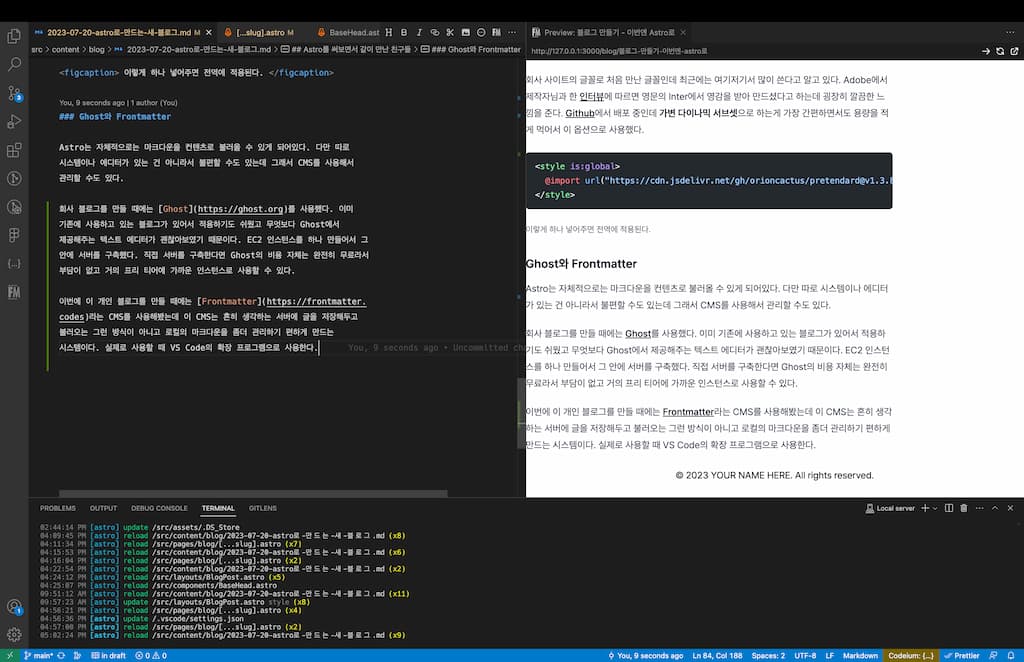 2023-07-20-astro로-만드는-새-블로그.md M
[...slug].astro M
BaseHead.ast
Preview: 블로그 만들기 - 이번엔 Astro로
src > content > blog > 2023-07-20-astro로-만드는-새-블로그.md > ## Astro를 써보면서 같이 만난 친구들 > ### Ghost와 Frontmatter
http://127.0.0.1:3000/blog/블로그-만들기-이번엔-astro로
<figcaption> 이렇게 하나 넣어주면 전역에 적용된다. </figcaption>
You, 9 seconds ago | 1 author (You)
### Ghost와 Frontmatter
Astro는 자체적으로는 마크다운을 컨텐츠로 불러올 수 있게 되어있다. 다만 따로
시스템이나 에디터가 있는 건 아니라서 불편할 수도 있는데 그래서 CMS를 사용해서
관리할 수도 있다.
회사 블로그를 만들 때에는 [Ghost](https://ghost.org)를 사용했다. 이미
기존에 사용하고 있는 블로그가 있어서 적용하기도 쉬웠고 무엇보다 Ghost에서
제공해주는 텍스트 에디터가 괜찮아보였기 때문이다. EC2 인스턴스를 하나 만들어서 그
안에 서버를 구축했다. 직접 서버를 구축한다면 Ghost의 비용 자체는 완전히 무료라서
부담이 없고 거의 프리 티어에 가까운 인스턴스로 사용할 수 있다.
이번에 이 개인 블로그를 만들 때에는 [Frontmatter](https://frontmatter.
codes)라는 CMS를 사용해봤는데 이 CMS는 흔히 생각하는 서버에 글을 저장해두고
불러오는 그런 방식이 아니고 로컬의 마크다운을 좀더 관리하기 편하게 만드는
시스템이다. 실제로 사용할 때 VS Code의 확장 프로그램으로 사용한다. You, 9 seconds ago • Uncommitted ch
회사 사이트의 글꼴로 처음 만난 글꼴인데 최근에는 여기저기서 많이 쓴다고 알고 있다. Adobe에서
제작자님과 한 인터뷰에 따르면 영문의 Inter에서 영감을 받아 만드셨다고 하는데 굉장히 깔끔한 느
낌을 준다. Github에서 배포 중인데 가변 다이나믹 서브셋으로 하는게 가장 간편하면서도 용량을 적
게 먹어서 이 옵션으로 사용했다.
<style is:global>
@import url("https://cdn.jsdelivr.net/gh/orioncactus/pretendard@v1.3.
</style>
이렇게 하나 넣어주면 전역에 적용된다.
Ghost와 Frontmatter
Astro는 자체적으로는 마크다운을 컨텐츠로 불러올 수 있게 되어있다. 다만 따로 시스템이나 에디터
가 있는 건 아니라서 불편할 수도 있는데 그래서 CMS를 사용해서 관리할 수도 있다.
회사 블로그를 만들 때에는 Ghost를 사용했다. 이미 기존에 사용하고 있는 블로그가 있어서 적용하
기도 쉬웠고 무엇보다 Ghost에서 제공해주는 텍스트 에디터가 괜찮아보였기 때문이다. EC2 인스턴
스를 하나 만들어서 그 안에 서버를 구축했다. 직접 서버를 구축한다면 Ghost의 비용 자체는 완전히
무료라서 부담이 없고 거의 프리 티어에 가까운 인스턴스로 사용할 수 있다.
이번에 이 개인 블로그를 만들 때에는 Frontmatter라는 CMS를 사용해봤는데 이 CMS는 흔히 생각
하는 서버에 글을 저장해두고 불러오는 그런 방식이 아니고 로컬의 마크다운을 좀더 관리하기 편하게
만드는 시스템이다. 실제로 사용할 때 VS Code의 확장 프로그램으로 사용한다.
© 2023 YOUR NAME HERE. All rights reserved.
PROBLEMS OUTPUT DEBUG CONSOLE TERMINAL GITLENS
Local server
02:44:14 PM [astro] update /src/assets/.DS_Store
04:09:45 PM [astro] reload /src/content/blog/2023-07-20-astro로-만드는-새-블로그.md (x8)
04:11:34 PM [astro] reload /src/pages/blog/[...slug].astro (x7)
04:15:53 PM [astro] reload /src/content/blog/2023-07-20-astro로-만드는-새-블로그.md (x6)
04:16:04 PM [astro] reload /src/pages/blog/[...slug].astro (x2)
04:22:54 PM [astro] reload /src/content/blog/2023-07-20-astro로-만드는-새-블로그.md (x2)
04:24:12 PM [astro] reload /src/layouts/BlogPost.astro (x5)
04:25:07 PM [astro] reload /src/components/BaseHead.astro
09:51:12 AM [astro] reload /src/content/blog/2023-07-20-astro로-만드는-새-블로그.md (x11)
09:57:23 AM [astro] update /src/layouts/BlogPost.astro style (x8)
04:56:21 PM [astro] reload /src/pages/blog/[...slug].astro (x4)
04:56:36 PM [astro] update /.vscode/settings.json
04:57:00 PM [astro] reload /src/pages/blog/[...slug].astro (x2)
05:02:24 PM [astro] reload /src/content/blog/2023-07-20-astro로-만드는-새-블로그.md (x9)
main* in draft 0 0 You, 9 seconds ago Ln 84, Col 188 Spaces: 2 UTF-8 LF Markdown Codeium: {...} Prettier